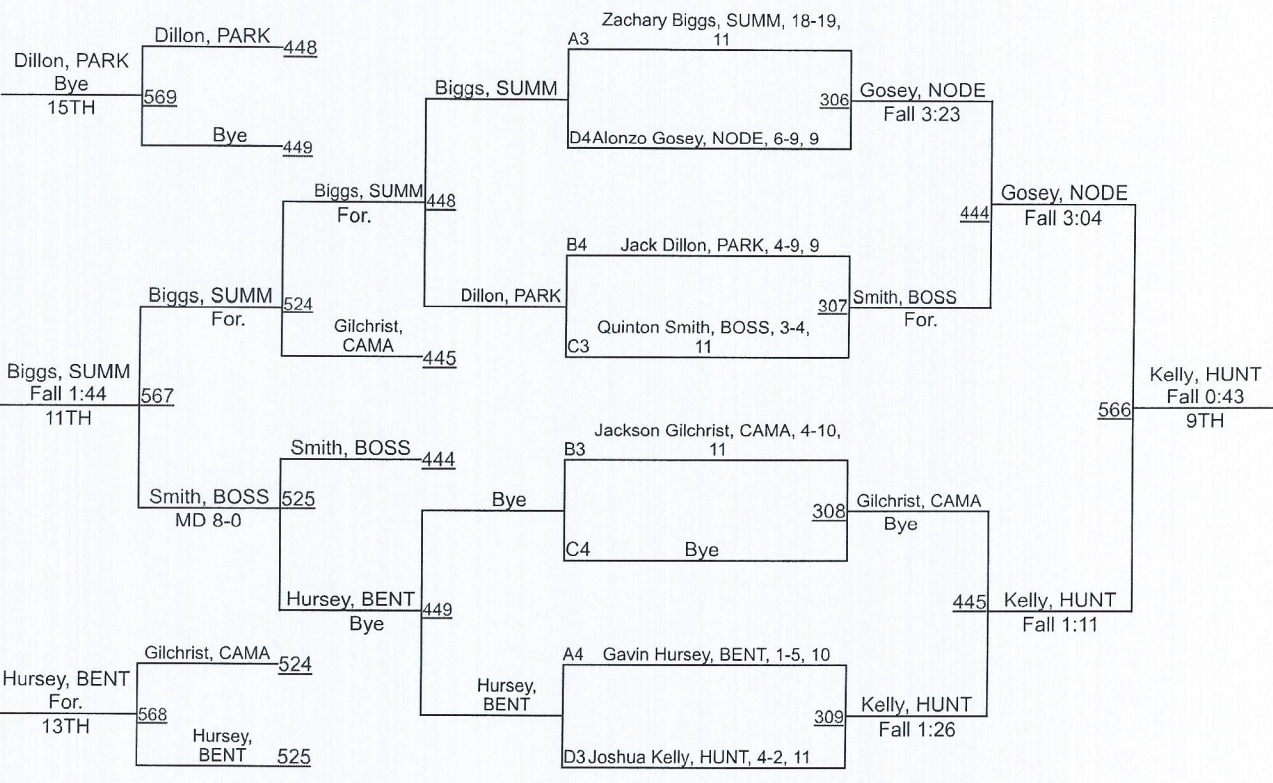 Zachary Biggs, SUMM, 18-19,
11
A3
Dillon, PARK
448
Dillon, PARK
Bye
15TH
569
Bye
449
Biggs, SUMM
306
Gosey, NODE
Fall 3:23
D4 Alonzo Gosey, NODE, 6-9, 9
Biggs, SUMM
For.
448
444
Gosey, NODE
Fall 3:04
B4
Jack Dillon, PARK, 4-9, 9
Biggs, SUMM
For.
524
Dillon, PARK
307
Smith, BOSS
For.
Gilchrist,
CAMA
445
Quinton Smith, BOSS, 3-4,
11
C3
Biggs, SUMM
Fall 1:44
11TH
567
566
Kelly, HUNT
Fall 0:43
9TH
Jackson Gilchrist, CAMA, 4-10,
11
B3
Smith, BOSS
444
Smith, BOSS
MD 8-0
525
Bye
308
Gilchrist, CAMA
Bye
C4
Bye
Hursey, BENT
Bye
449
445
Kelly, HUNT
Fall 1:11
A4
Gavin Hursey, BENT, 1-5, 10
Gilchrist, CAMA
524
Hursey, BENT
For.
13TH
568
Hursey,
BENT
525
Hursey,
BENT
309
Kelly, HUNT
Fall 1:26
D3 Joshua Kelly, HUNT, 4-2, 11